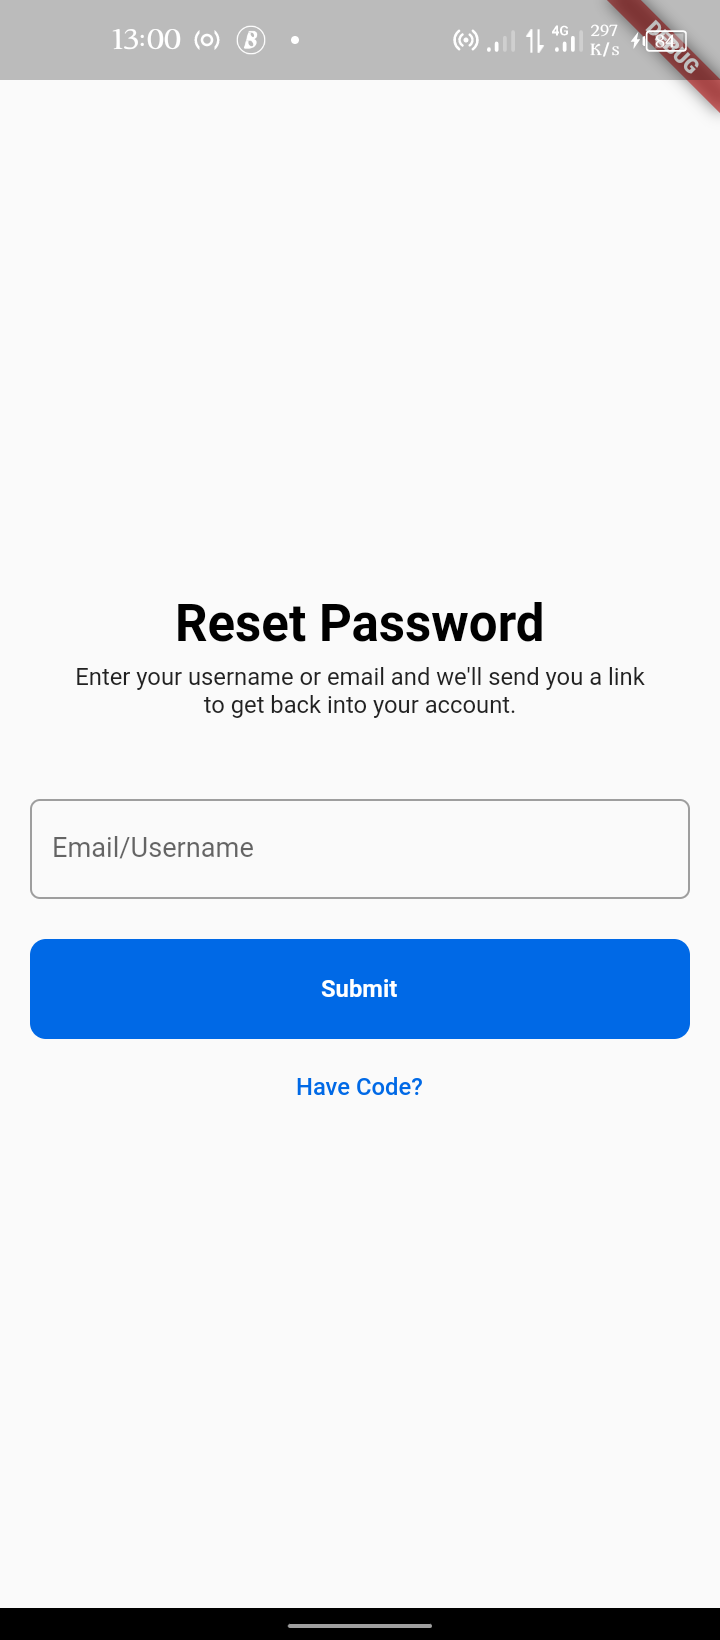 13:00
4G
297
K/s
84
DEBUG
Reset Password
Enter your username or email and we'll send you a link
to get back into your account.
Email/Username
Submit
Have Code?